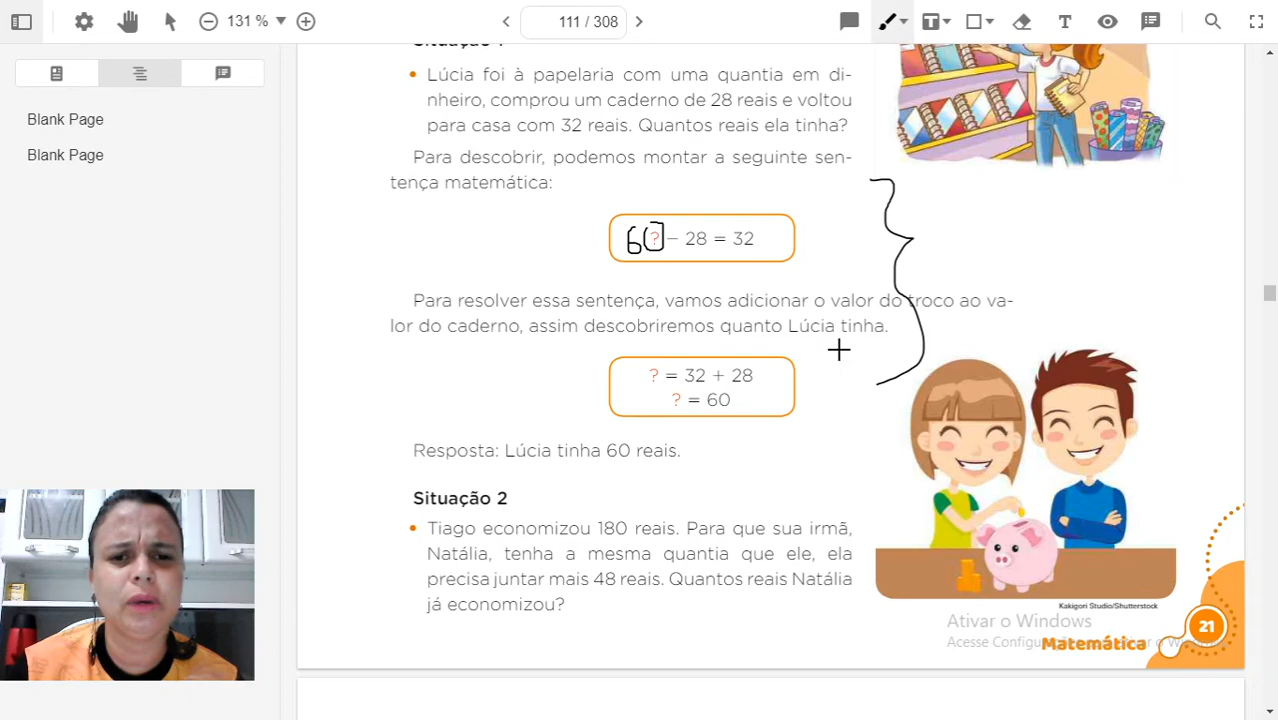 131 %
111 / 308
Blank Page
Blank Page
Situação 1
Lúcia foi à papelaria com uma quantia em di-
nheiro, comprou um caderno de 28 reais e voltou
para casa com 32 reais. Quantos reais ela tinha?
Para descobrir, podemos montar a seguinte sen-
tença matemática:
60 ? − 28 = 32
Para resolver essa sentença, vamos adicionar o valor do troco ao va-
lor do caderno, assim descobriremos quanto Lúcia tinha.
? = 32 + 28
? = 60
Resposta: Lúcia tinha 60 reais.
Situação 2
Tiago economizou 180 reais. Para que sua irmã,
Natália, tenha a mesma quantia que ele, ela
precisa juntar mais 48 reais. Quantos reais Natália
já economizou?
Kakigori Studio/Shutterstock
Ativar o Windows
Matemática
21